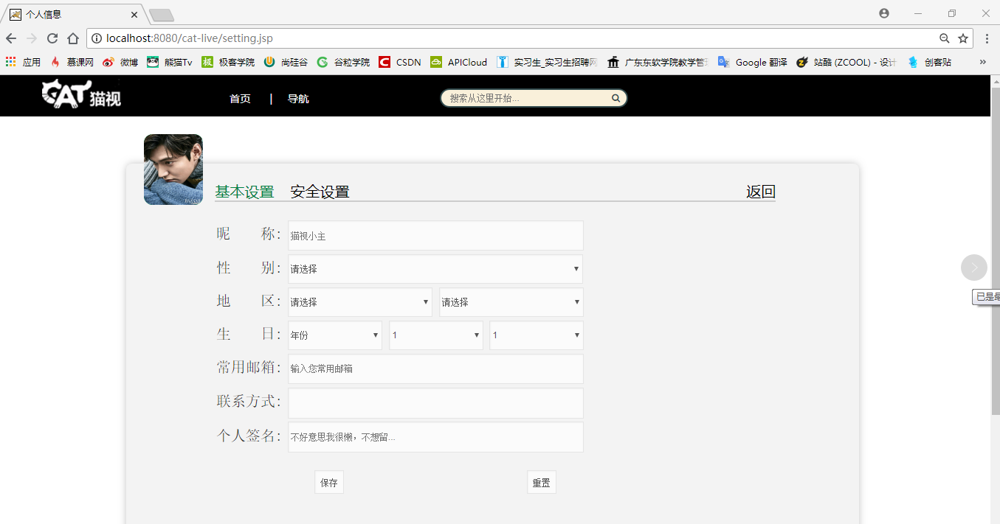 个人信息
localhost:8080/cat-live/setting.jsp
应用 慕课网 微博 熊猫Tv 极客学院 尚硅谷 谷粒学院 CSDN APICloud 实习生_实习生招聘网 广东东软学院教学管 Google 翻译 站酷 (ZCOOL) - 设计 创客贴 »
CAT猫视 首页 | 导航 搜索从这里开始...
基本设置 安全设置 返回
昵 称: 猫视小主
性 别: 请选择
地 区: 请选择 请选择
生 日: 年份 1 1
常用邮箱: 输入您常用邮箱
联系方式:
个人签名: 不好意思我很懒，不想留...
已是最
保存 重置